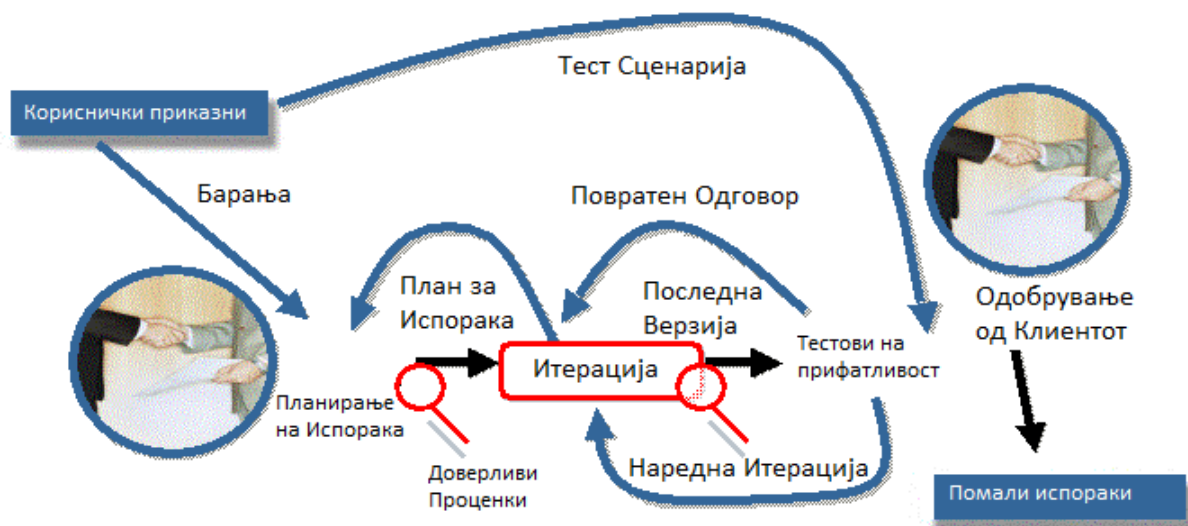 Тест Сценарија
Кориснички приказни
Барања
Повратен Одговор
План за
Испорака
Последна
Верзија
Одобрување
од Клиентот
Итерација
Тестови на
прифатливост
Планирање
на Испорака
Доверливи
Проценки
Наредна Итерација
Помали испораки